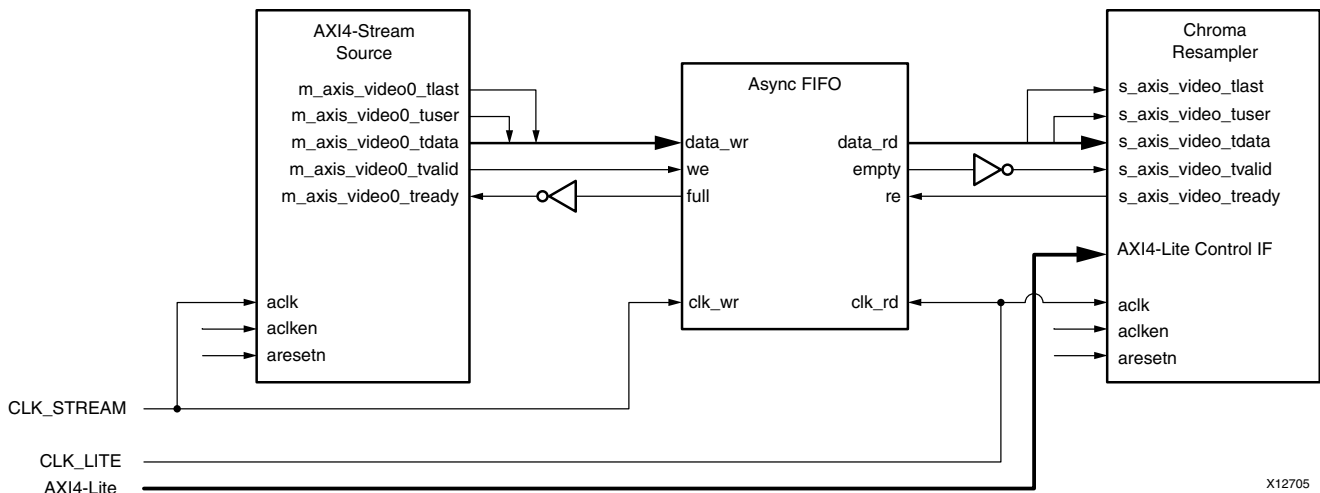 AXI4-Stream
Source
m_axis_video0_tlast
m_axis_video0_tuser
m_axis_video0_tdata
m_axis_video0_tvalid
m_axis_video0_tready
aclk
aclken
aresetn
Async FIFO
data_wr
we
full
clk_wr
data_rd
empty
re
clk_rd
Chroma
Resampler
s_axis_video_tlast
s_axis_video_tuser
s_axis_video_tdata
s_axis_video_tvalid
s_axis_video_tready
AXI4-Lite Control IF
aclk
aclken
aresetn
CLK_STREAM
CLK_LITE
AXI4-Lite
X12705